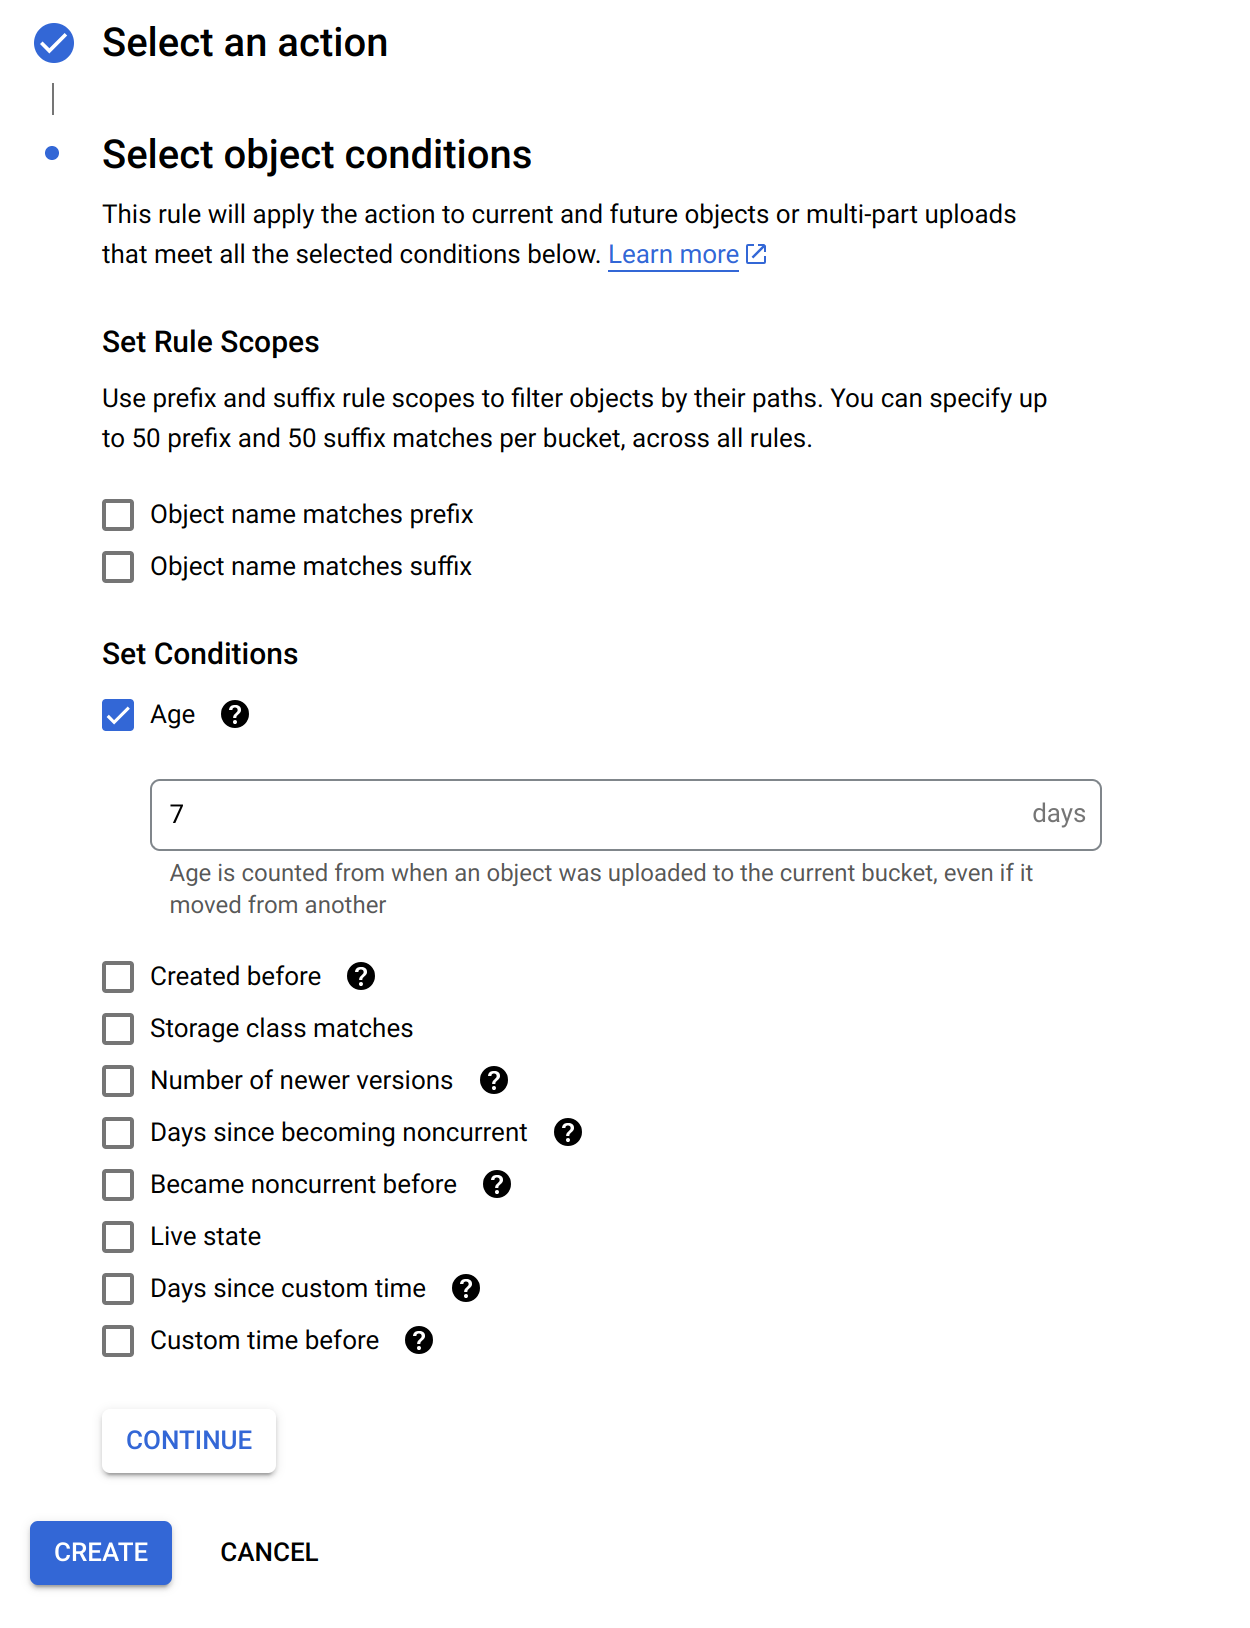 Select an action
Select object conditions
This rule will apply the action to current and future objects or multi-part uploads
that meet all the selected conditions below. Learn more
Set Rule Scopes
Use prefix and suffix rule scopes to filter objects by their paths. You can specify up
to 50 prefix and 50 suffix matches per bucket, across all rules.
Object name matches prefix
Object name matches suffix
Set Conditions
Age ?
7 days
Age is counted from when an object was uploaded to the current bucket, even if it
moved from another
Created before ?
Storage class matches
Number of newer versions ?
Days since becoming noncurrent ?
Became noncurrent before ?
Live state
Days since custom time ?
Custom time before ?
CONTINUE
CREATE CANCEL